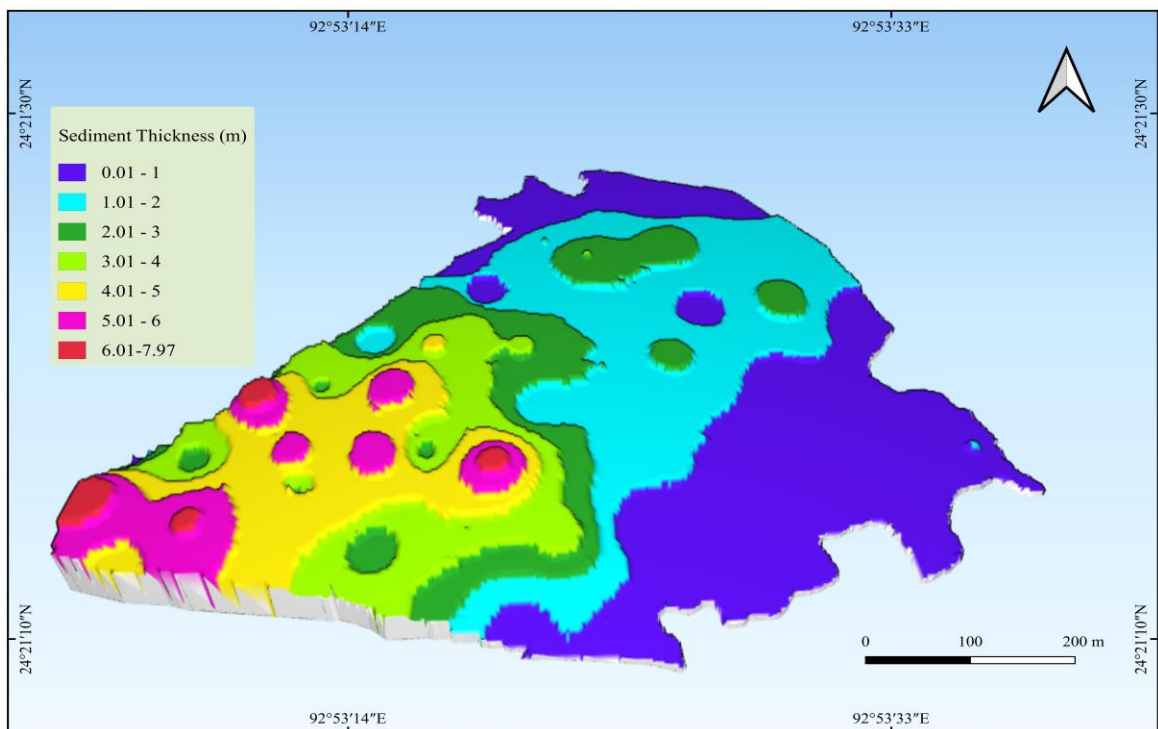 92°53′14″E 92°53′33″E
24°21′30″N 24°21′30″N
Sediment Thickness (m)
0.01 - 1
1.01 - 2
2.01 - 3
3.01 - 4
4.01 - 5
5.01 - 6
6.01-7.97
24°21′10″N 24°21′10″N
0 100 200 m
92°53′14″E 92°53′33″E